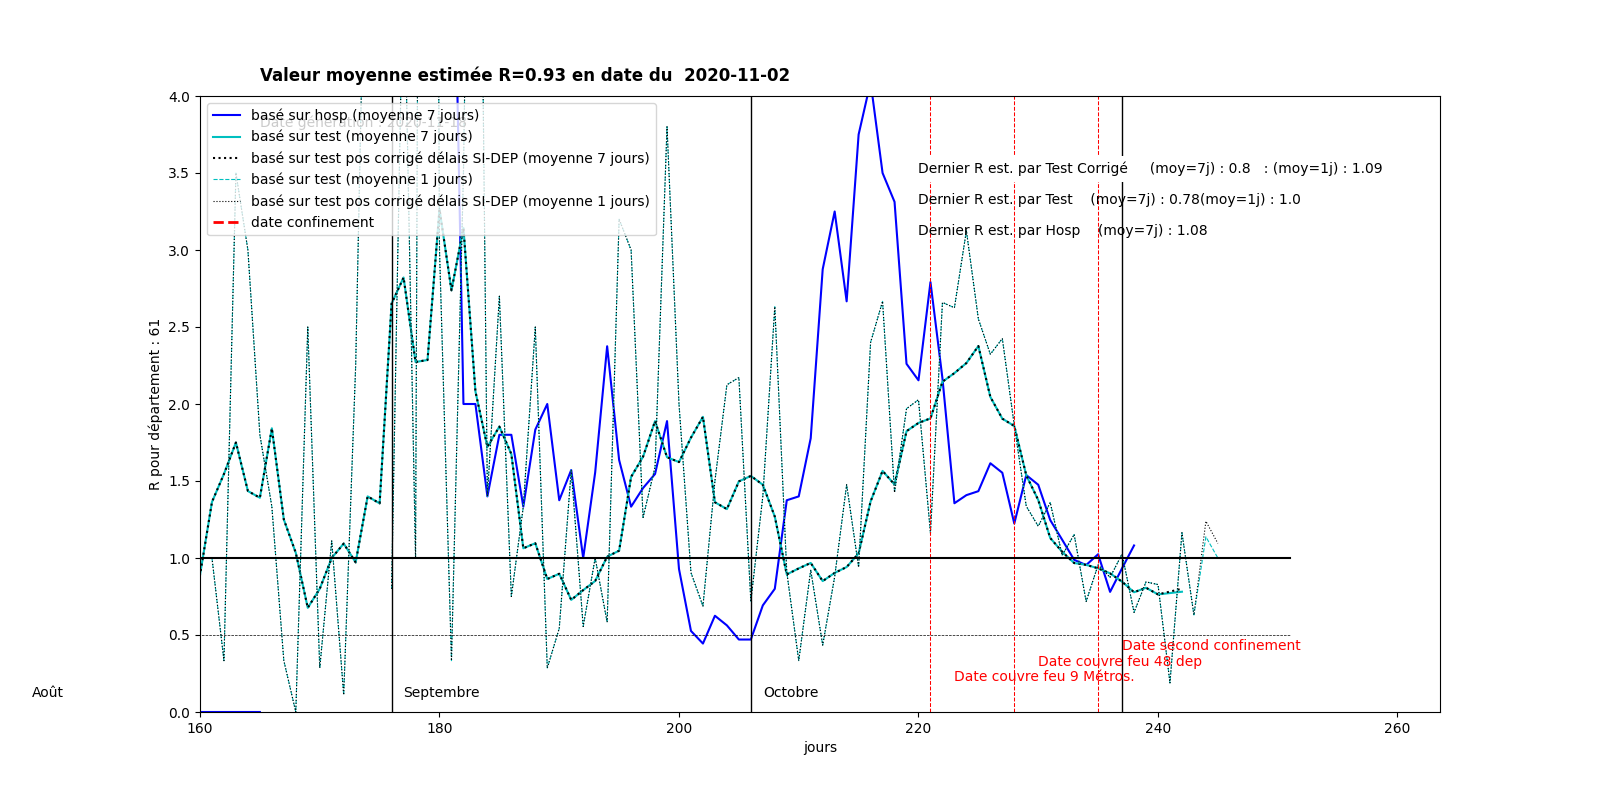 Valeur moyenne estimée R=0.93 en date du 2020-11-02
4.0
3.5
3.0
2.5
2.0
1.5
1.0
0.5
0.0
R pour département : 61
basé sur hosp (moyenne 7 jours)
basé sur test (moyenne 7 jours)
basé sur test pos corrigé délais SI-DEP (moyenne 7 jours)
basé sur test (moyenne 1 jours)
basé sur test pos corrigé délais SI-DEP (moyenne 1 jours)
date confinement
Dernier R est. par Test Corrigé (moy=7j) : 0.8 : (moy=1j) : 1.09
Dernier R est. par Test (moy=7j) : 0.78(moy=1j) : 1.0
Dernier R est. par Hosp (moy=7j) : 1.08
Date second confinement
Date couvre feu 48 dep
Date couvre feu 9 Métros.
Août
Septembre
Octobre
160
180
200
220
240
260
jours